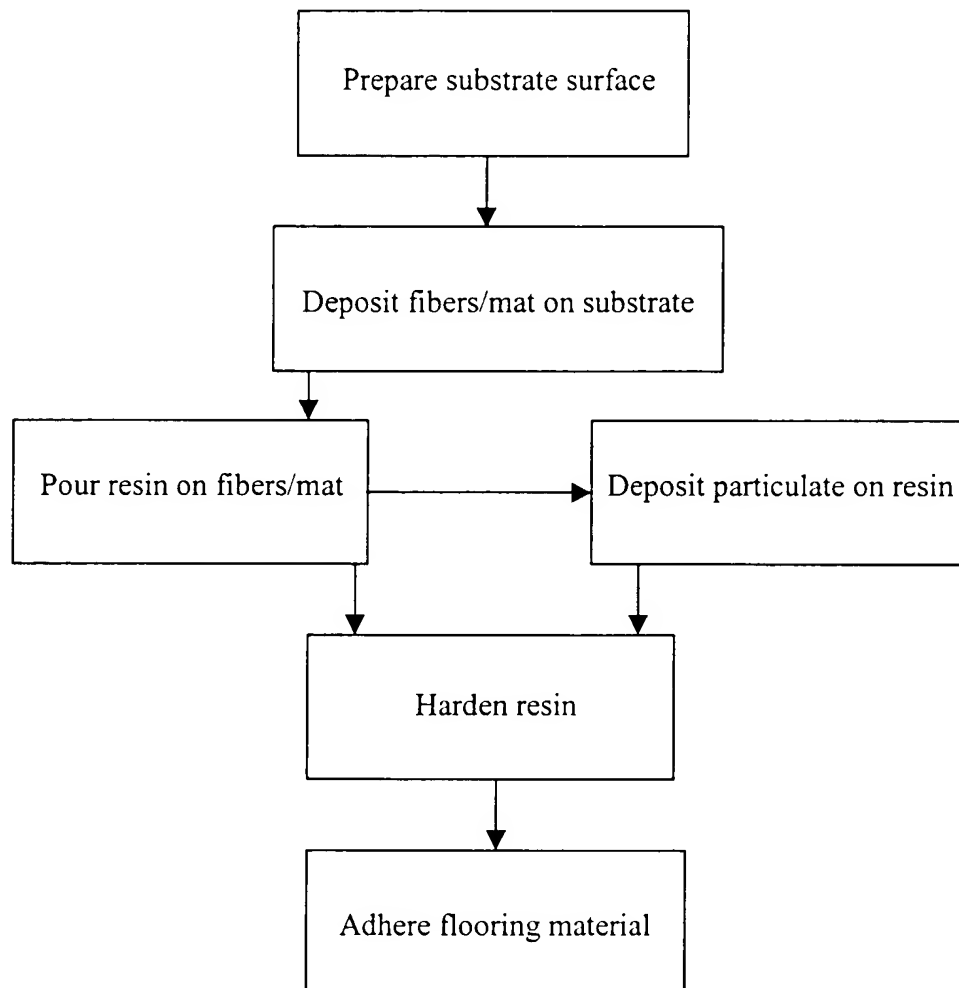 Prepare substrate surface
Deposit fibers/mat on substrate
Pour resin on fibers/mat
Deposit particulate on resin
Harden resin
Adhere flooring material